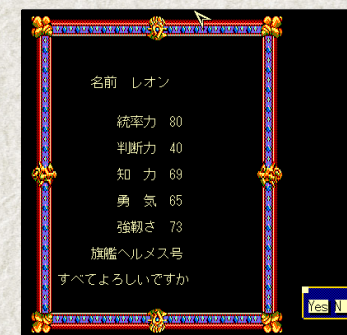 名前 レオン
統率力 80
判断力 40
知 力 69
勇 気 65
強靭さ 73
旗艦ヘルメス号
すべてよろしいですか
Yes N